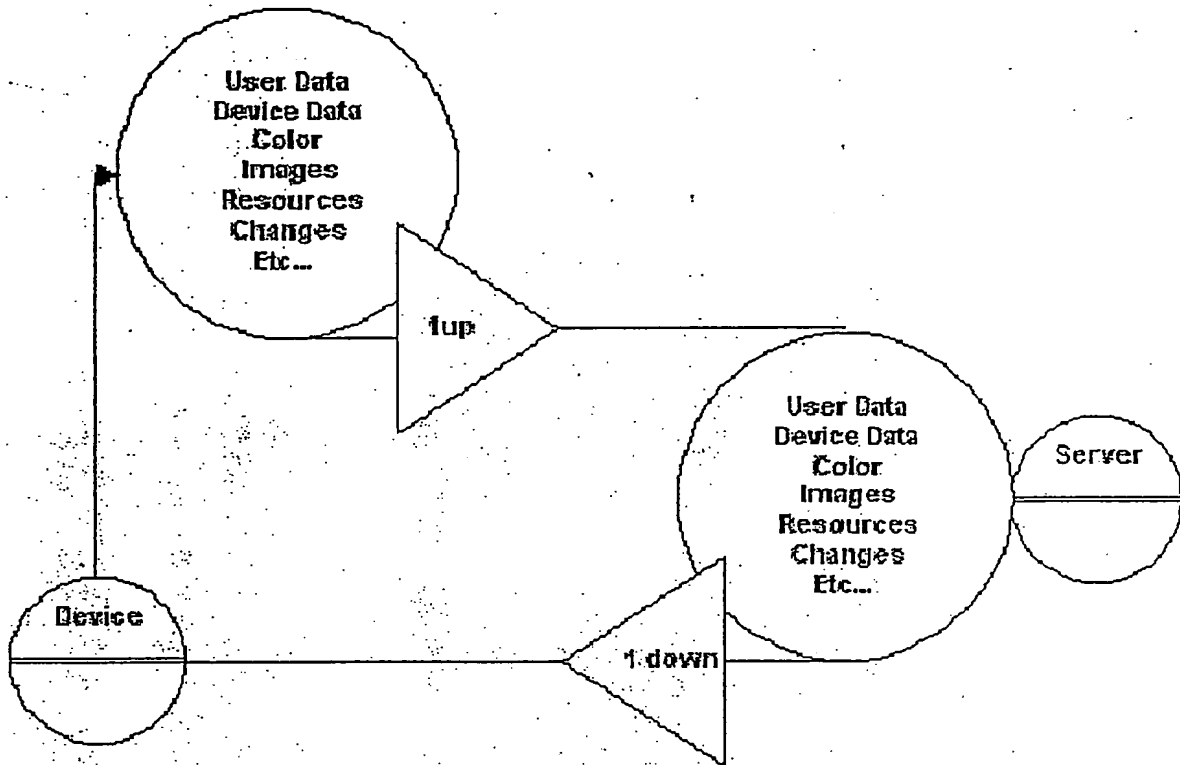 User Data
Device Data
Color
Images
Resources
Changes
Etc...
1up
User Data
Device Data
Color
Images
Resources
Changes
Etc...
Server
Device
1 down